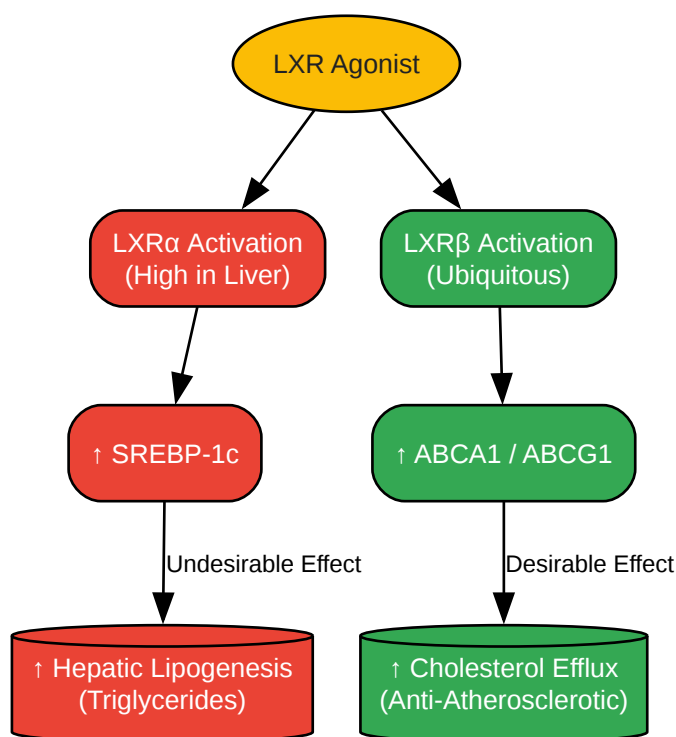 LXR Agonist
LXRα Activation
(High in Liver)
LXRβ Activation
(Ubiquitous)
↑ SREBP-1c
↑ ABCA1 / ABCG1
Undesirable Effect
Desirable Effect
↑ Hepatic Lipogenesis
(Triglycerides)
↑ Cholesterol Efflux
(Anti-Atherosclerotic)